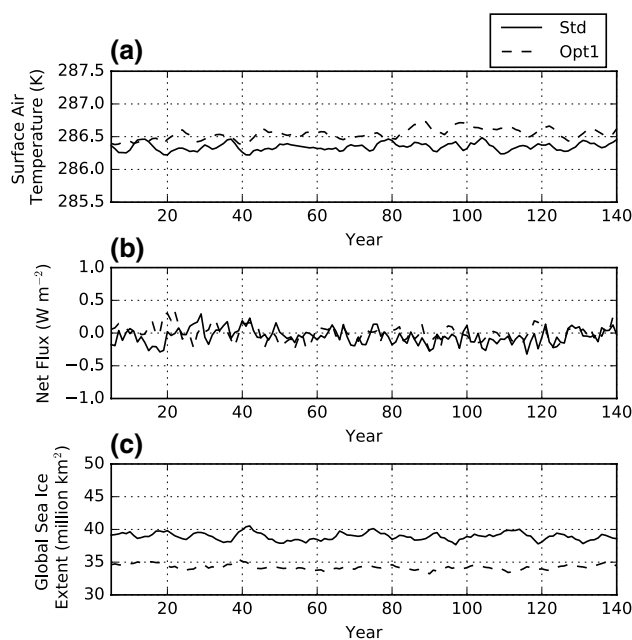 (a)
Std
Opt1
287.5
287.0
286.5
286.0
285.5
Surface Air
Temperature (K)
20 40 60 80 100 120 140
Year
(b)
1.0
0.5
0.0
−0.5
−1.0
Net Flux (W m−2)
20 40 60 80 100 120 140
Year
(c)
50
45
40
35
30
Global Sea Ice
Extent (million km2)
20 40 60 80 100 120 140
Year